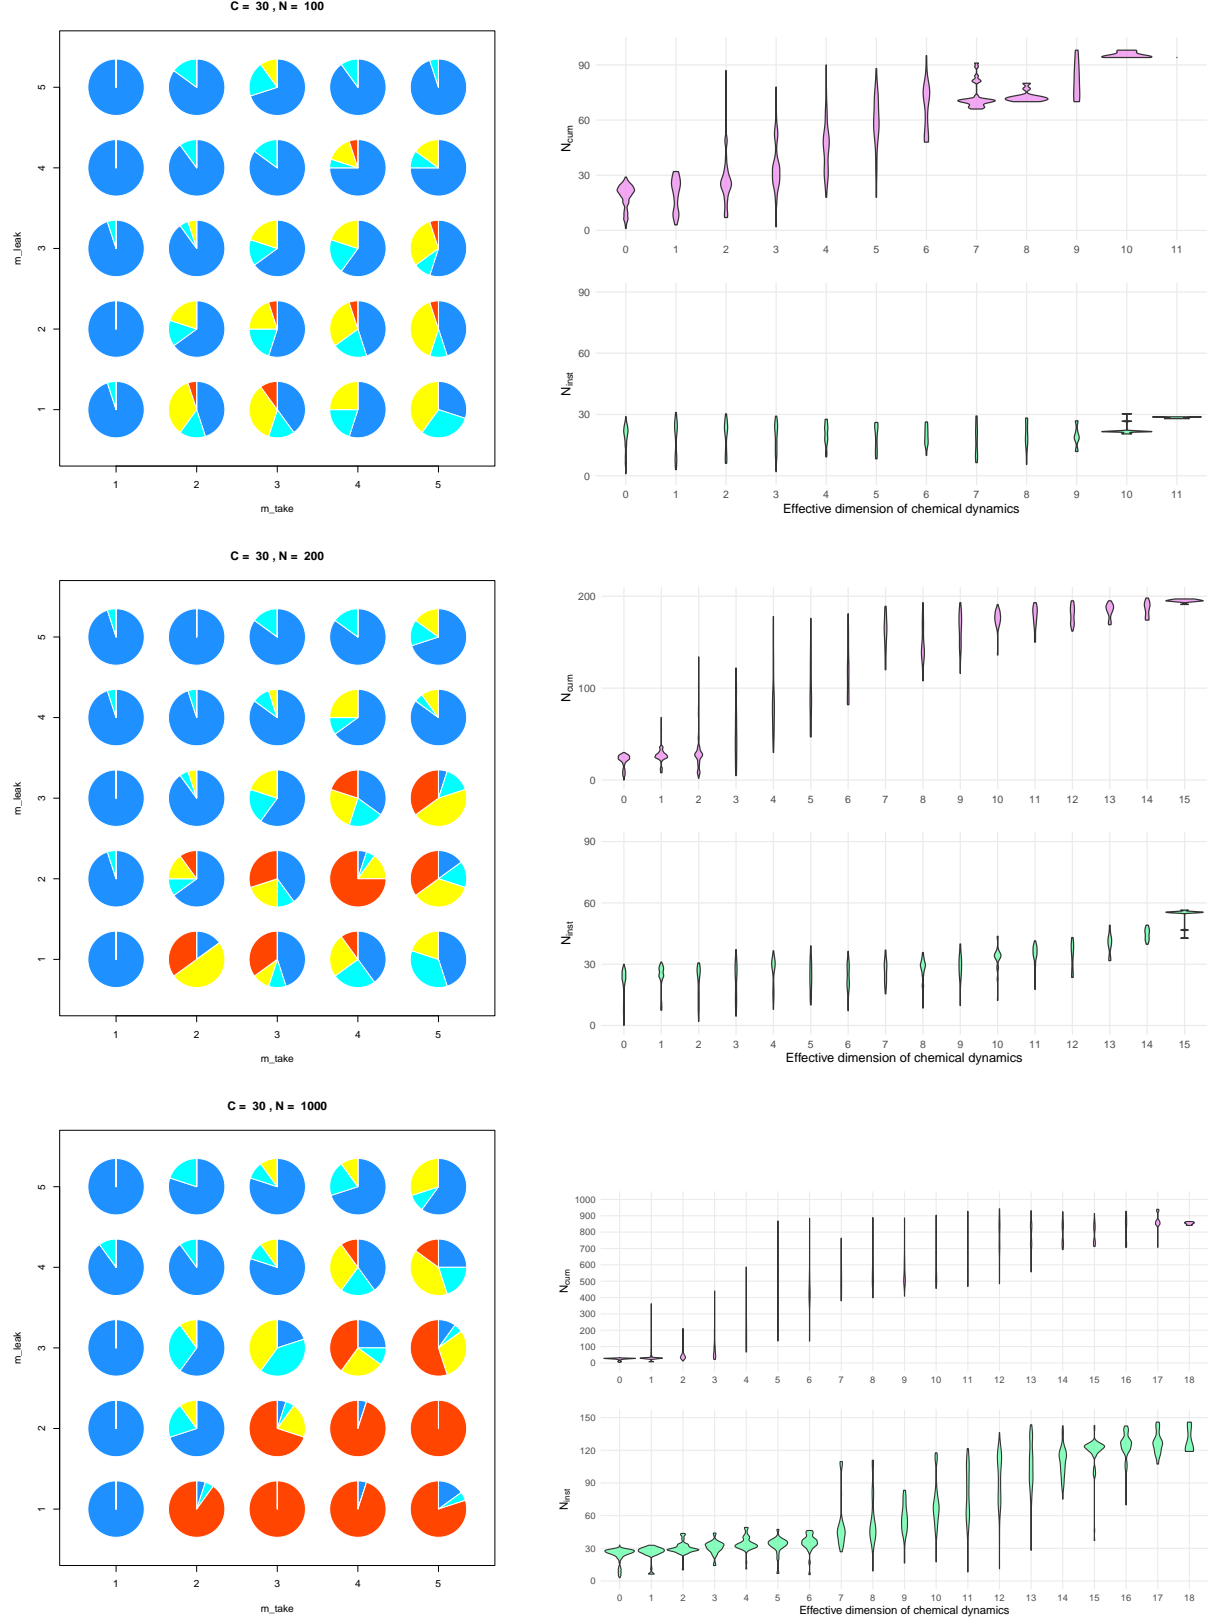 C = 30 , N = 100
5
4
3
2
1
m_leak
1 2 3 4 5
m_take
90
60
30
0
N_cum
0 1 2 3 4 5 6 7 8 9 10 11
90
60
30
0
N_inst
0 1 2 3 4 5 6 7 8 9 10 11
Effective dimension of chemical dynamics
C = 30 , N = 200
5
4
3
2
1
m_leak
1 2 3 4 5
m_take
200
100
0
N_cum
0 1 2 3 4 5 6 7 8 9 10 11 12 13 14 15
90
60
30
0
N_inst
0 1 2 3 4 5 6 7 8 9 10 11 12 13 14 15
Effective dimension of chemical dynamics
C = 30 , N = 1000
5
4
3
2
1
m_leak
1 2 3 4 5
m_take
1000
900
800
700
600
500
400
300
200
100
0
N_cum
0 1 2 3 4 5 6 7 8 9 10 11 12 13 14 15 16 17 18
150
120
90
60
30
0
N_inst
0 1 2 3 4 5 6 7 8 9 10 11 12 13 14 15 16 17 18
Effective dimension of chemical dynamics